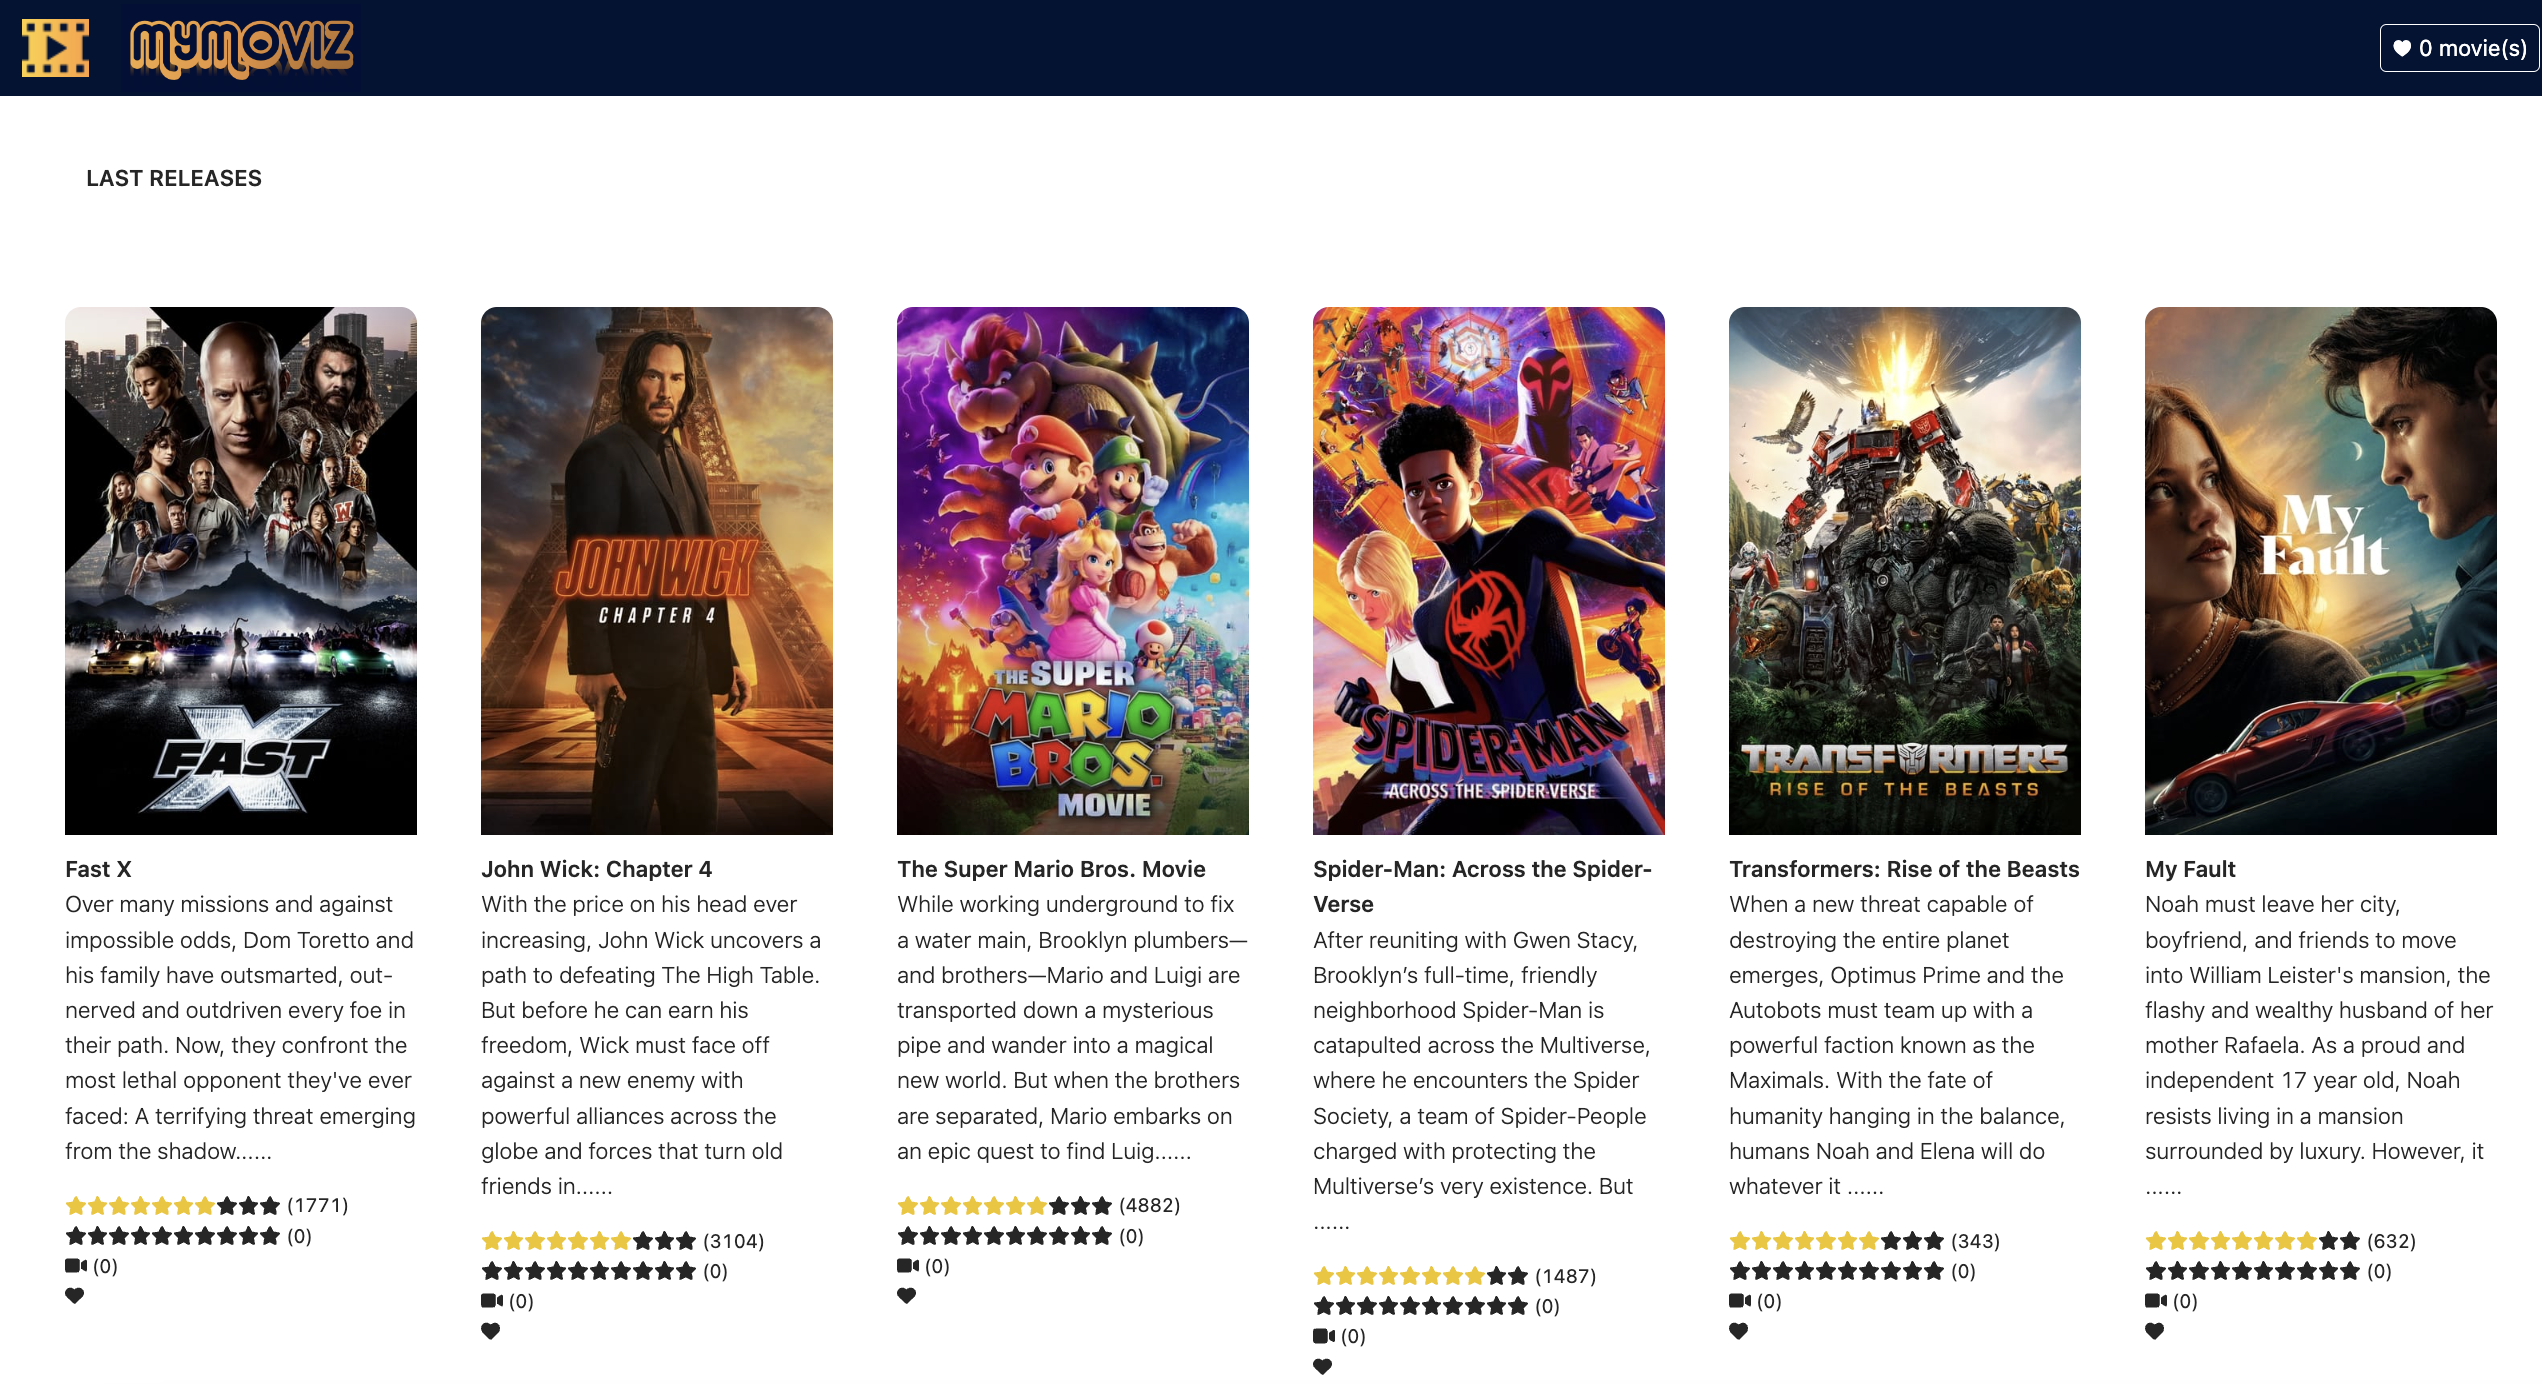 mymoviz
0 movie(s)
LAST RELEASES
FAST X
JOHN WICK
CHAPTER 4
THE SUPER
MARIO
BROS.
MOVIE
SPIDER-MAN
ACROSS THE SPIDER-VERSE
TRANSFORMERS
RISE OF THE BEASTS
My
Fault
Fast X
Over many missions and against
impossible odds, Dom Toretto and
his family have outsmarted, out-
nerved and outdriven every foe in
their path. Now, they confront the
most lethal opponent they've ever
faced: A terrifying threat emerging
from the shadow......
(1771)
(0)
(0)
John Wick: Chapter 4
With the price on his head ever
increasing, John Wick uncovers a
path to defeating The High Table.
But before he can earn his
freedom, Wick must face off
against a new enemy with
powerful alliances across the
globe and forces that turn old
friends in......
(3104)
(0)
(0)
The Super Mario Bros. Movie
While working underground to fix
a water main, Brooklyn plumbers—
and brothers—Mario and Luigi are
transported down a mysterious
pipe and wander into a magical
new world. But when the brothers
are separated, Mario embarks on
an epic quest to find Luig......
(4882)
(0)
(0)
Spider-Man: Across the Spider-
Verse
After reuniting with Gwen Stacy,
Brooklyn’s full-time, friendly
neighborhood Spider-Man is
catapulted across the Multiverse,
where he encounters the Spider
Society, a team of Spider-People
charged with protecting the
Multiverse’s very existence. But
......
(1487)
(0)
(0)
Transformers: Rise of the Beasts
When a new threat capable of
destroying the entire planet
emerges, Optimus Prime and the
Autobots must team up with a
powerful faction known as the
Maximals. With the fate of
humanity hanging in the balance,
humans Noah and Elena will do
whatever it ......
(343)
(0)
(0)
My Fault
Noah must leave her city,
boyfriend, and friends to move
into William Leister's mansion, the
flashy and wealthy husband of her
mother Rafaela. As a proud and
independent 17 year old, Noah
resists living in a mansion
surrounded by luxury. However, it
......
(632)
(0)
(0)